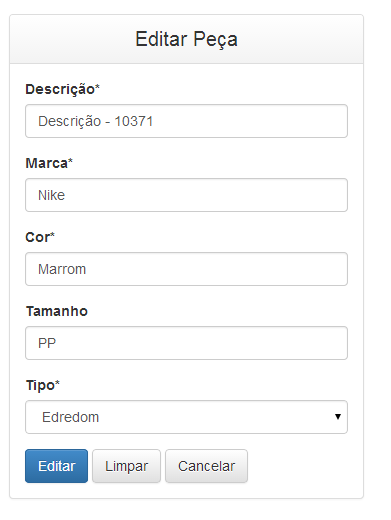 Editar Peça
Descrição*
Descrição - 10371
Marca*
Nike
Cor*
Marrom
Tamanho
PP
Tipo*
Edredom
Editar Limpar Cancelar